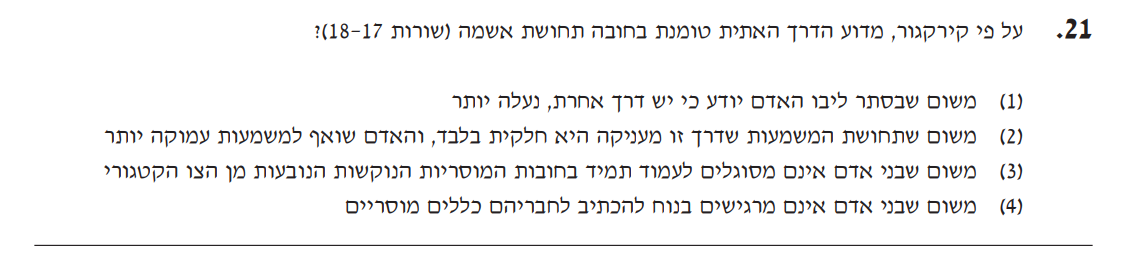 21. על פי קירקגור, מדוע הדרך האתית טומנת בחובה תחושת אשמה (שורות 17–18)?
(1) משום שבסתר ליבו האדם יודע כי יש דרך אחרת, נעלה יותר
(2) משום שתחושת המשמעות שדרך זו מעניקה היא חלקית בלבד, והאדם שואף למשמעות עמוקה יותר
(3) משום שבני אדם אינם מסוגלים לעמוד תמיד בחובות המוסריות הנוקשות הנובעות מן הצו הקטגורי
(4) משום שבני אדם אינם מרגישים בנוח להכתיב לחבריהם כללים מוסריים